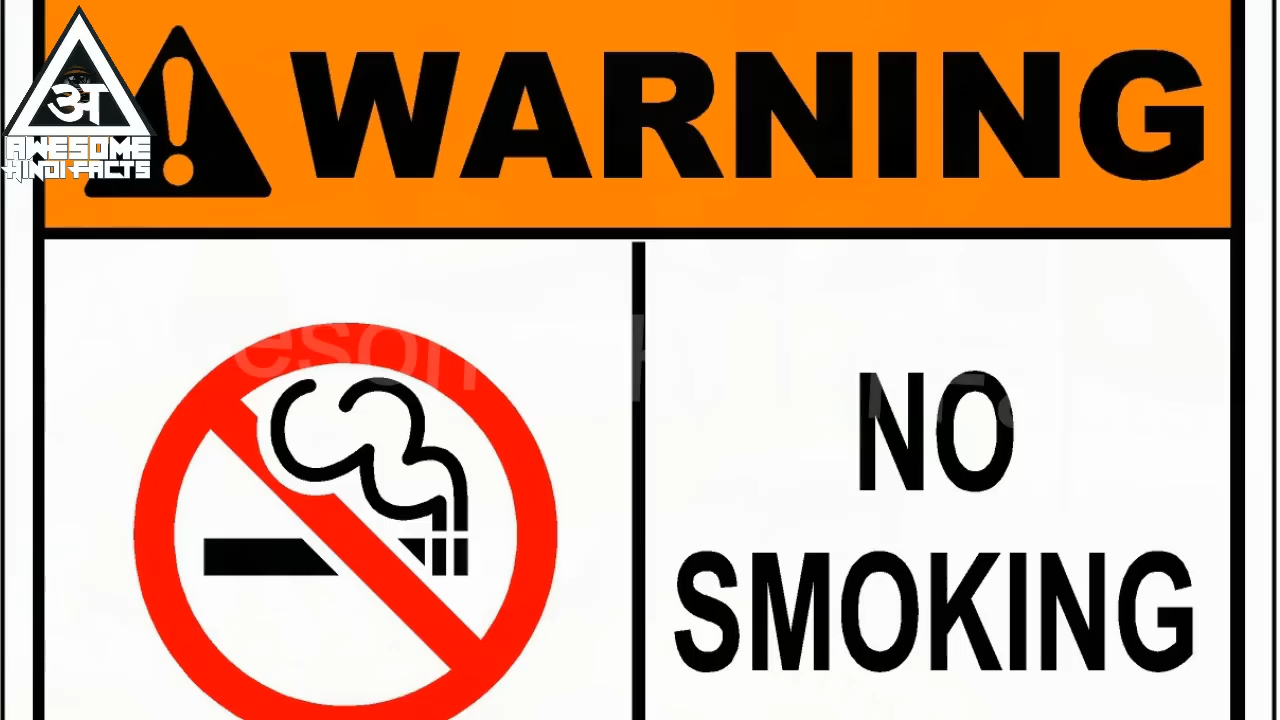 अ
AWESOME
HINDI FACTS
WARNING
NO
SMOKING